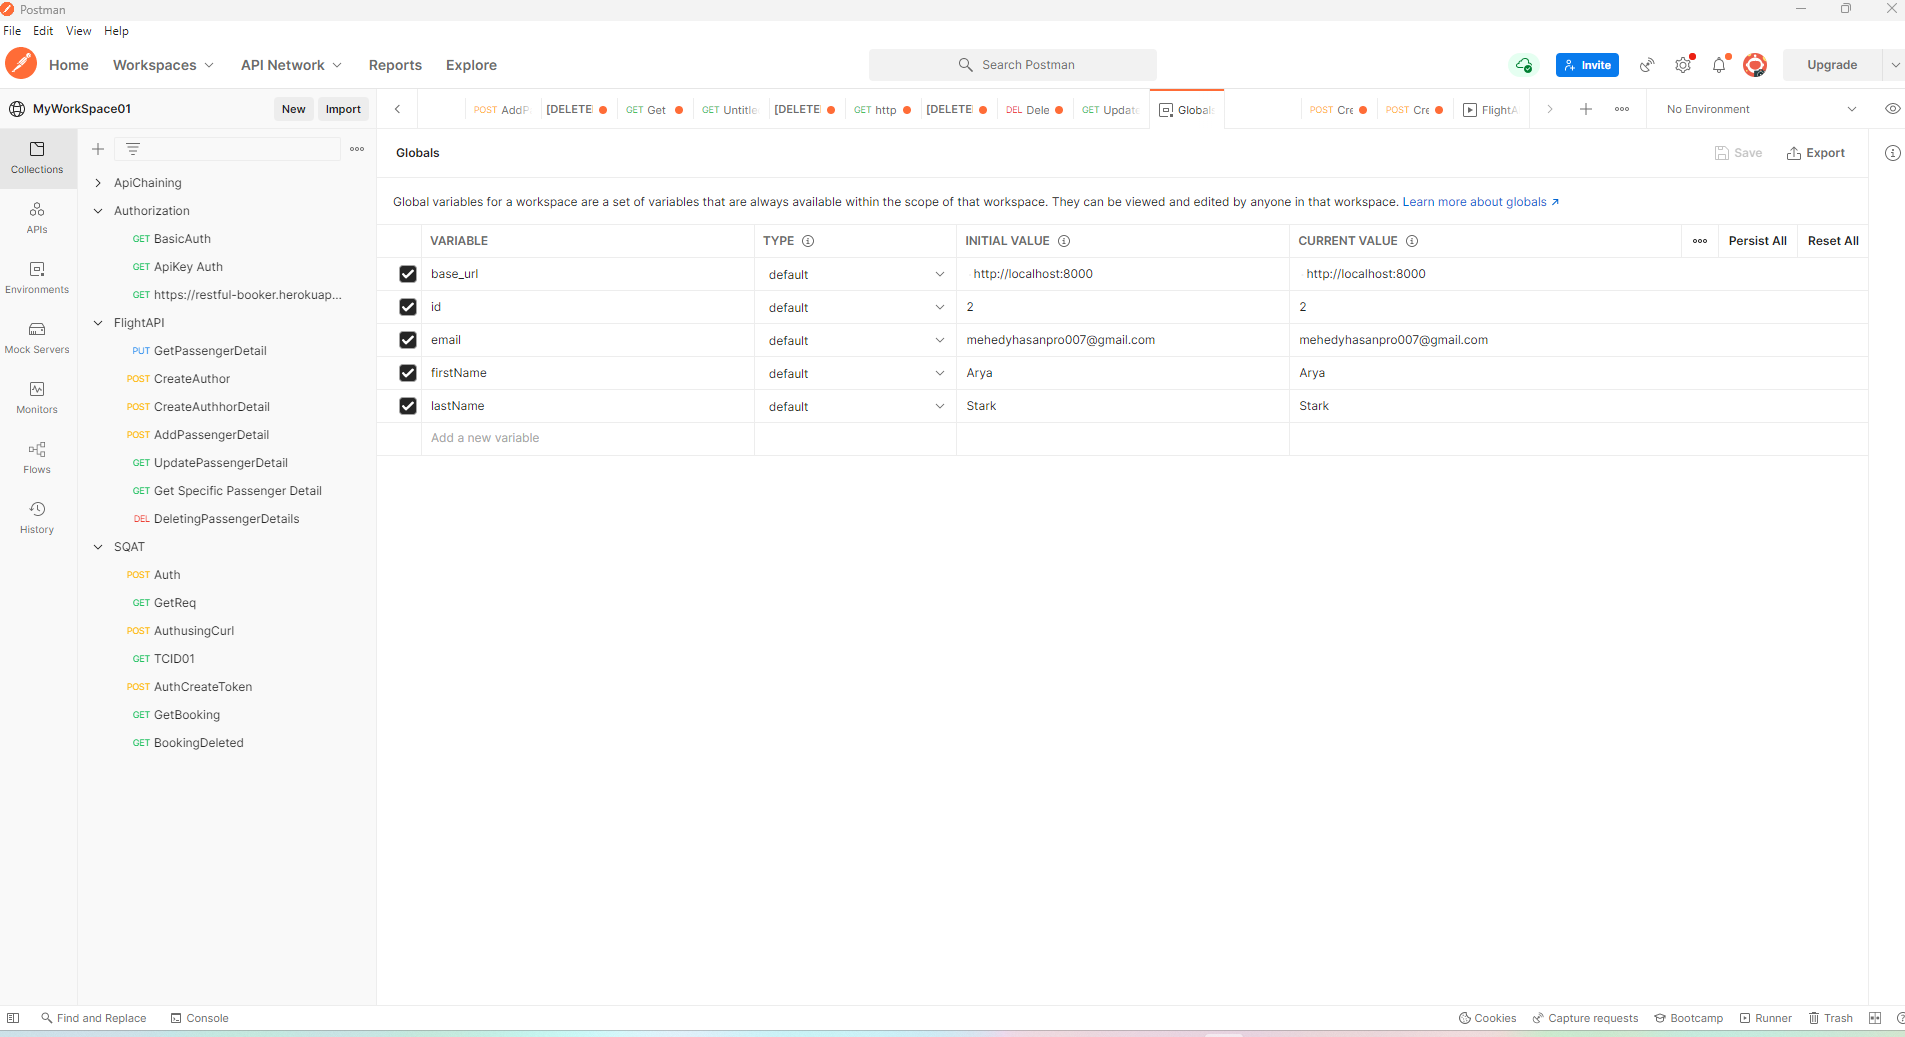 Postman
File Edit View Help
Home Workspaces API Network Reports Explore
Search Postman
Invite
Upgrade
MyWorkSpace01 New Import
POST AddP [DELETE GET Get GET Untitle [DELETE GET http [DELETE DEL Dele GET Update Globals POST Cre POST Cre FlightA
No Environment
Collections
APIs
Environments
Mock Servers
Monitors
Flows
History
ApiChaining
Authorization
GET BasicAuth
GET ApiKey Auth
GET https://restful-booker.herokuap...
FlightAPI
PUT GetPassengerDetail
POST CreateAuthor
POST CreateAuthhorDetail
POST AddPassengerDetail
GET UpdatePassengerDetail
GET Get Specific Passenger Detail
DEL DeletingPassengerDetails
SQAT
POST Auth
GET GetReq
POST AuthusingCurl
GET TCID01
POST AuthCreateToken
GET GetBooking
GET BookingDeleted
Globals
Save Export
Global variables for a workspace are a set of variables that are always available within the scope of that workspace. They can be viewed and edited by anyone in that workspace. Learn more about globals ↗
VARIABLE TYPE INITIAL VALUE CURRENT VALUE Persist All Reset All
base_url default http://localhost:8000 http://localhost:8000
id default 2 2
email default mehedyhasanpro007@gmail.com mehedyhasanpro007@gmail.com
firstName default Arya Arya
lastName default Stark Stark
Add a new variable
Find and Replace Console
Cookies Capture requests Bootcamp Runner Trash